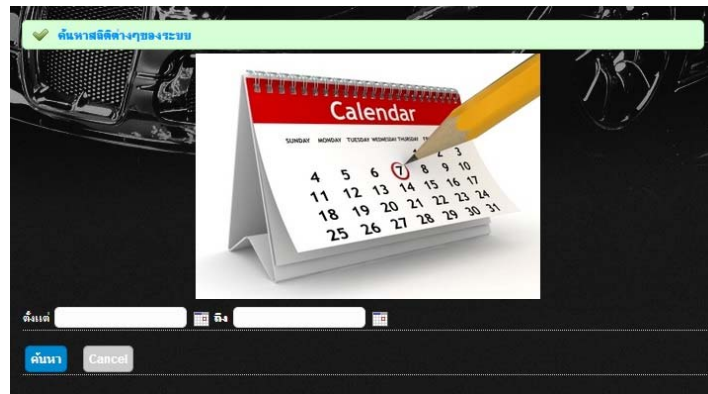 ค้นหาสถิติต่างๆของระบบ
Calendar
SUNDAY MONDAY TUESDAY WEDNESDAY THURSDAY
1 2 3
4 5 6 7 8 9 10
11 12 13 14 15 16 17
18 19 20 21 22 23 24
25 26 27 28 29 30 31
ตั้งแต่ ถึง
ค้นหา Cancel